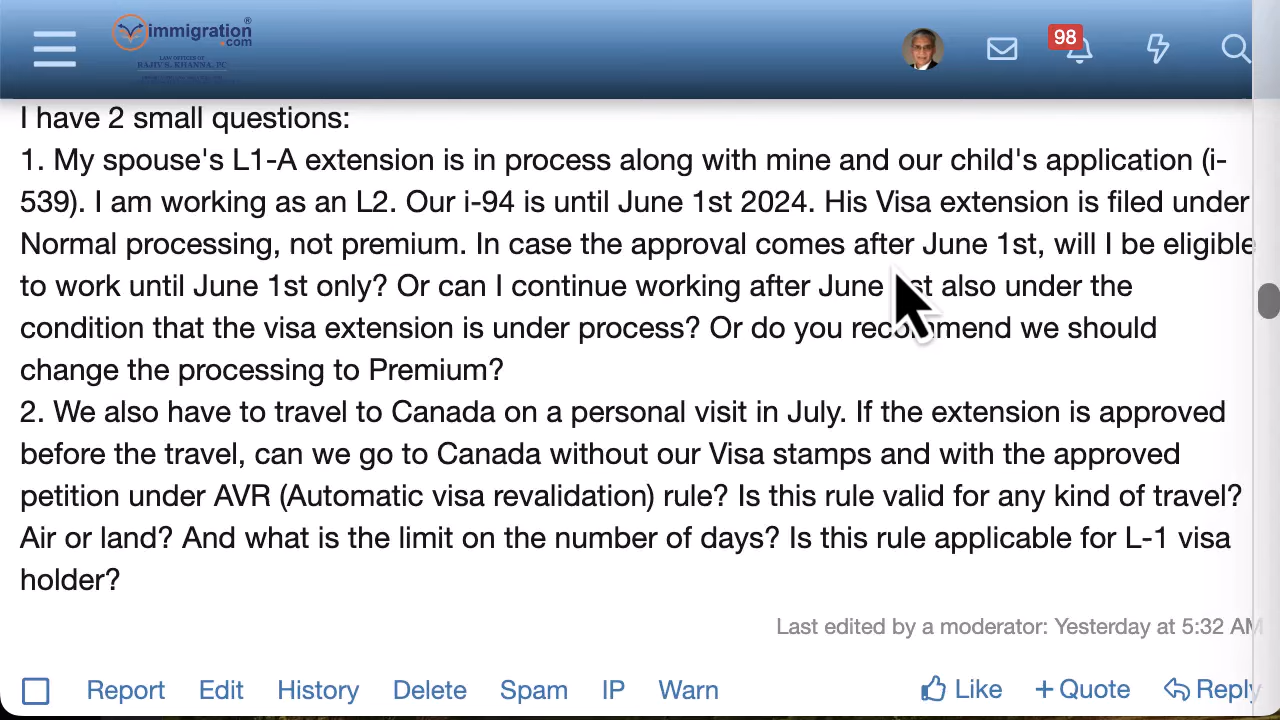 immigration
.com
LAW OFFICES OF
RAJIV S. KHANNA, PC
98
I have 2 small questions:
1. My spouse's L1-A extension is in process along with mine and our child's application (i-
539). I am working as an L2. Our i-94 is until June 1st 2024. His Visa extension is filed under
Normal processing, not premium. In case the approval comes after June 1st, will I be eligible
to work until June 1st only? Or can I continue working after June 1st also under the
condition that the visa extension is under process? Or do you recommend we should
change the processing to Premium?
2. We also have to travel to Canada on a personal visit in July. If the extension is approved
before the travel, can we go to Canada without our Visa stamps and with the approved
petition under AVR (Automatic visa revalidation) rule? Is this rule valid for any kind of travel?
Air or land? And what is the limit on the number of days? Is this rule applicable for L-1 visa
holder?
Last edited by a moderator: Yesterday at 5:32 AM
Report Edit History Delete Spam IP Warn Like + Quote Reply